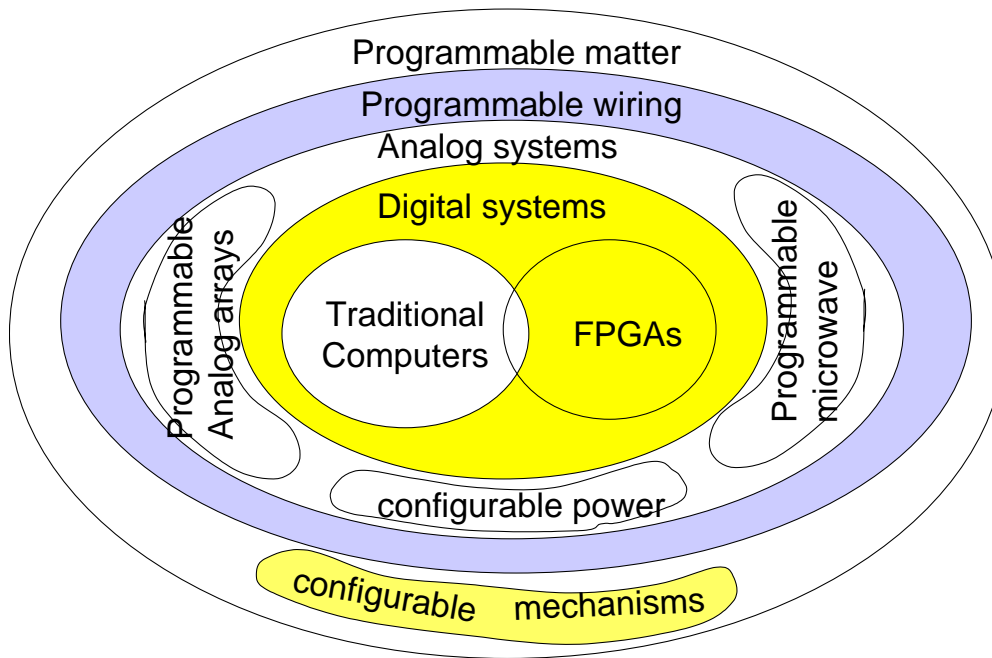 Programmable matter
Programmable wiring
Analog systems
Digital systems
Programmable
Analog arrays
Traditional
Computers
FPGAs
Programmable
microwave
configurable power
configurable mechanisms